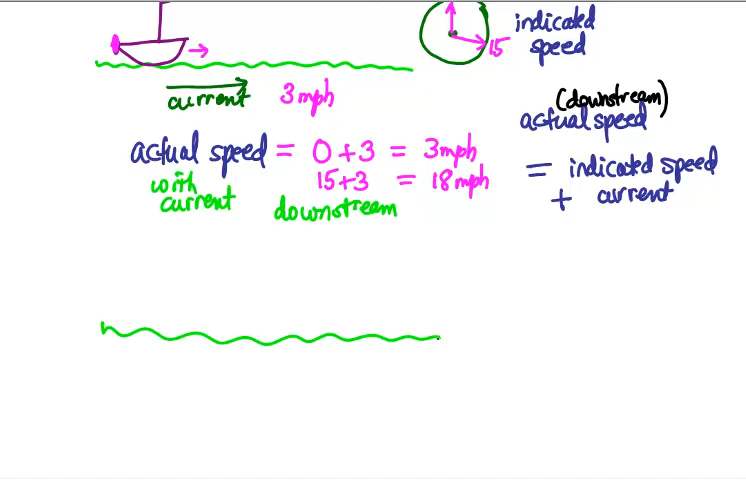 indicated
speed
15
current 3mph
(downstream)
actual speed
actual speed = 0+3 = 3mph
with current 15+3 = 18mph
downstream
= indicated speed
+ current